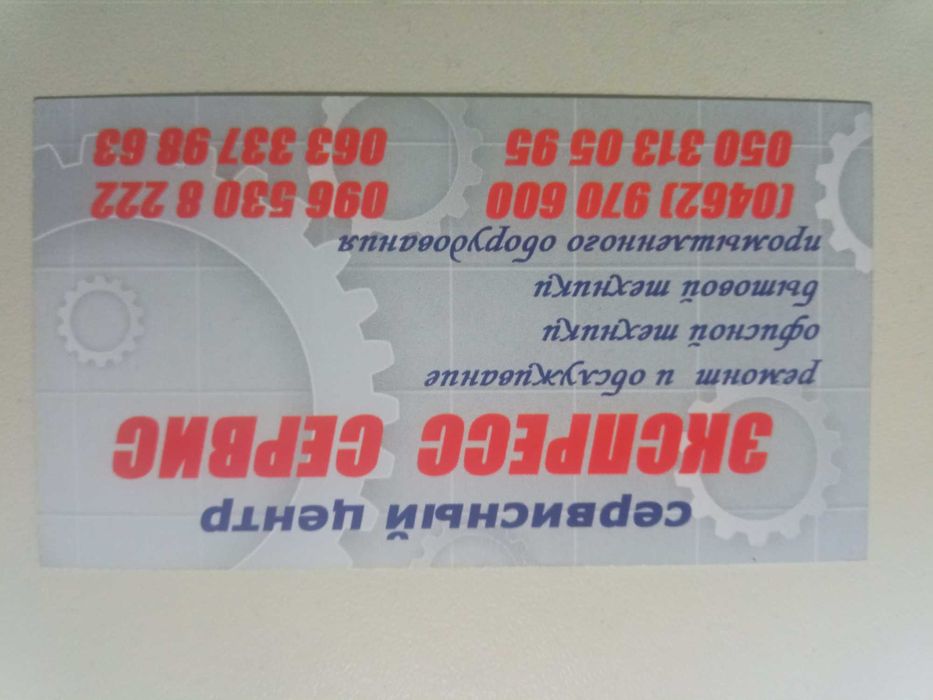 сервисный центр
ЭКСПРЕСС СЕРВИС
ремонт и обслуживание
офисной техники
бытовой техники
промышленного оборудования
(0462) 970 600 096 530 8 222
050 313 05 95 063 337 98 63